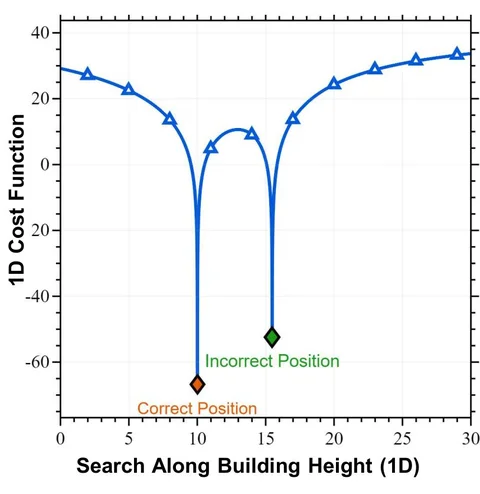 40
20
0
20
-40
-60
1D Cost Function
Incorrect Position
Correct Position
0 5 10 15 20 25 30
Search Along Building Height (1D)